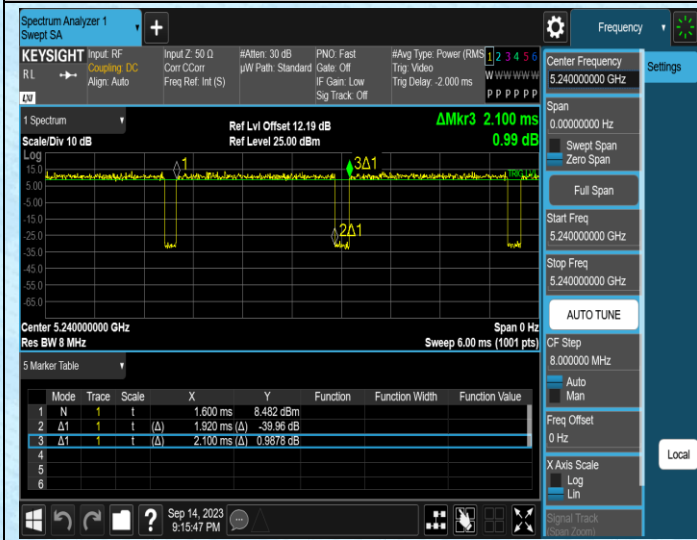 Spectrum Analyzer 1
Swept SA
+
Frequency
KEYSIGHT Input: RF
RL
Coupling: DC
Align: Auto
LXI
Input Z: 50 Ω
Corr CCorr
Freq Ref: Int (S)
#Atten: 30 dB
µW Path: Standard
PNO: Fast
Gate: Off
IF Gain: Low
Sig Track: Off
#Avg Type: Power (RMS
Trig: Video
Trig Delay: -2.000 ms
1 2 3 4 5 6
W W W W W W
P P P P P P
Center Frequency
5.240000000 GHz
Settings
Span
0.00000000 Hz
Swept Span
Zero Span
Full Span
Start Freq
5.240000000 GHz
Stop Freq
5.240000000 GHz
AUTO TUNE
CF Step
8.000000 MHz
Auto
Man
Freq Offset
0 Hz
X Axis Scale
Log
Lin
Local
Signal Track
(Span Zoom)
1 Spectrum
Scale/Div 10 dB
Ref Lvl Offset 12.19 dB
Ref Level 25.00 dBm
ΔMkr3 2.100 ms
0.99 dB
Log
15.0
5.00
-5.00
-15.0
-25.0
-35.0
-45.0
-55.0
-65.0
1
3Δ1
2Δ1
Center 5.240000000 GHz
Res BW 8 MHz
Span 0 Hz
Sweep 6.00 ms (1001 pts)
5 Marker Table
Mode Trace Scale X Y Function Function Width Function Value
1 N 1 t 1.600 ms 8.482 dBm
2 Δ1 1 t (Δ) 1.920 ms (Δ) -39.96 dB
3 Δ1 1 t (Δ) 2.100 ms (Δ) 0.9878 dB
4
5
6
?
Sep 14, 2023
9:15:47 PM